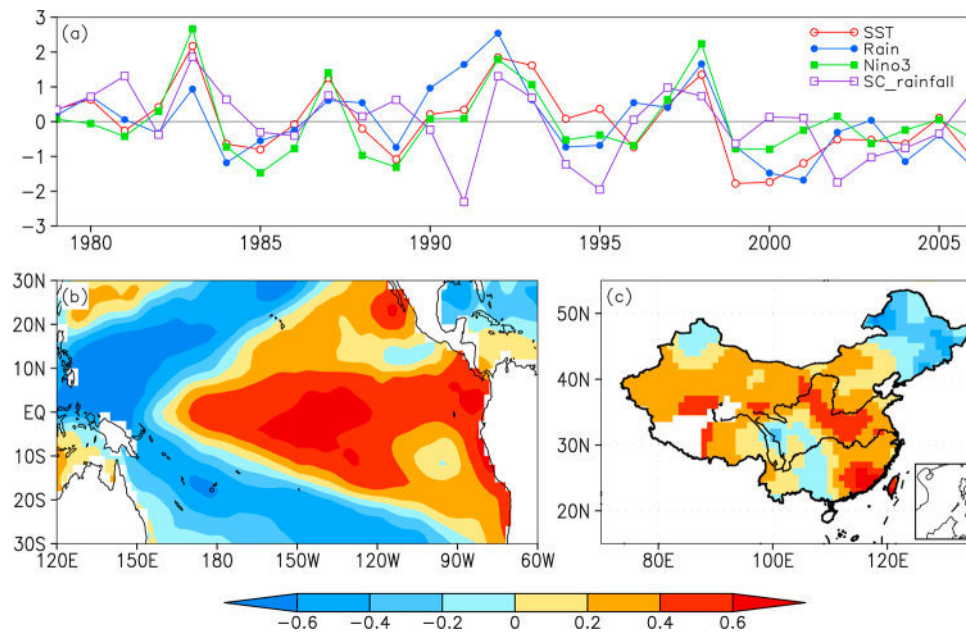 (a)
3
2
1
0
−1
−2
−3
SST
Rain
Nino3
SC_rainfall
1980 1985 1990 1995 2000 2005
(b)
30N
20N
10N
EQ
10S
20S
30S
120E 150E 180 150W 120W 90W 60W
(c)
50N
40N
30N
20N
80E 100E 120E
−0.6 −0.4 −0.2 0 0.2 0.4 0.6